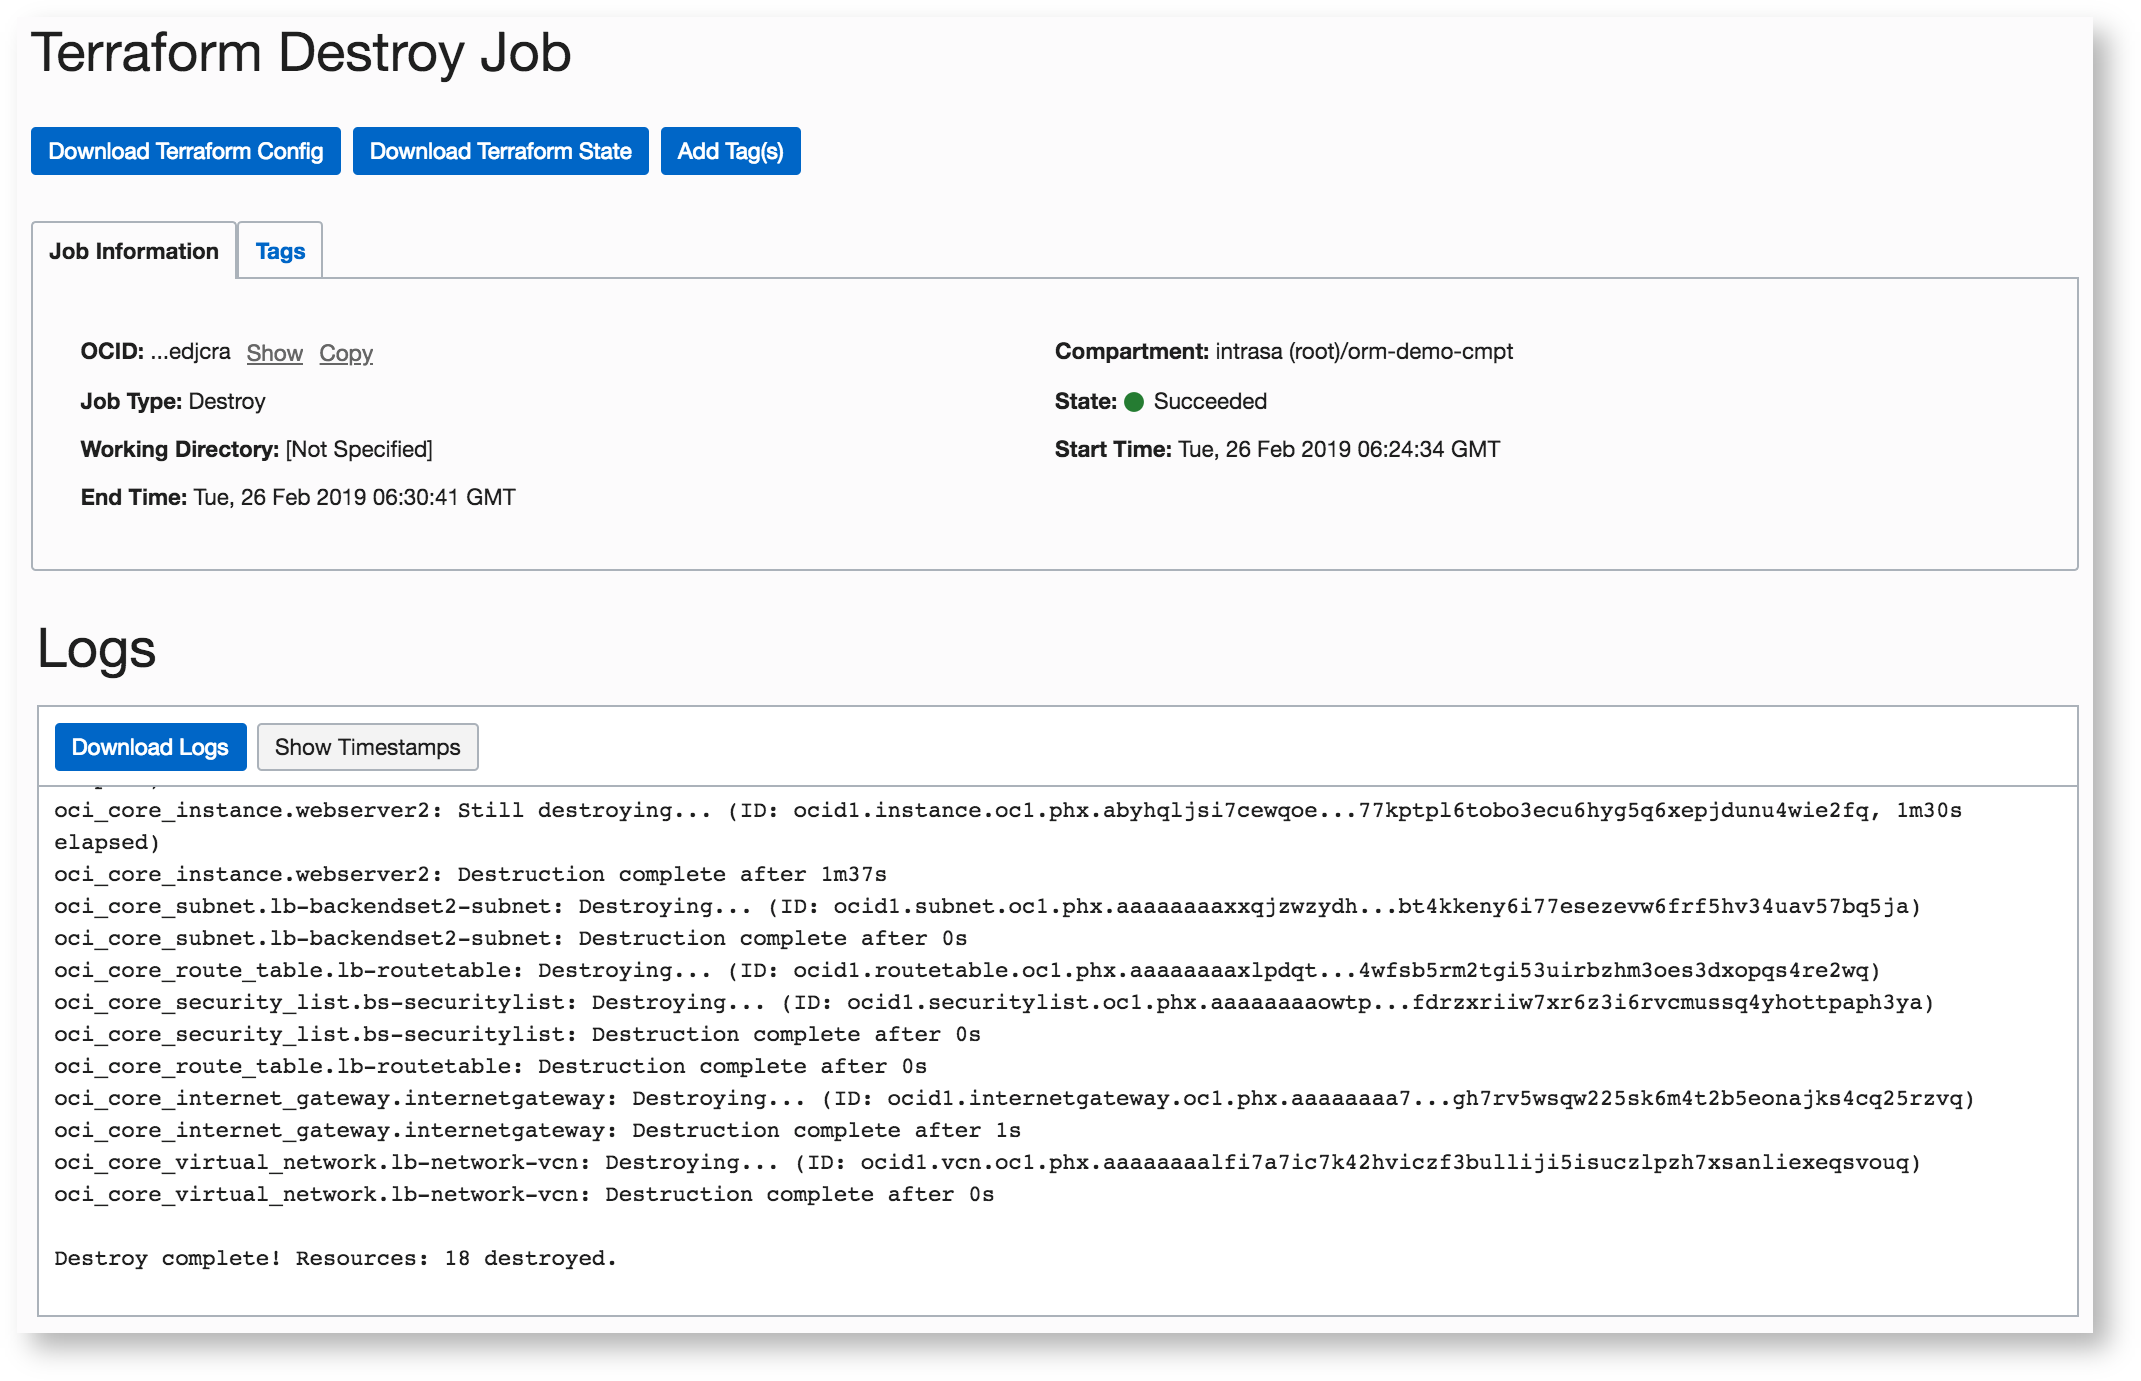 Terraform Destroy Job
Download Terraform Config Download Terraform State Add Tag(s)
Job Information Tags
OCID: ...edjcra Show Copy
Compartment: intrasa (root)/orm-demo-cmpt
Job Type: Destroy
State: Succeeded
Working Directory: [Not Specified]
Start Time: Tue, 26 Feb 2019 06:24:34 GMT
End Time: Tue, 26 Feb 2019 06:30:41 GMT
Logs
Download Logs Show Timestamps
oci_core_instance.webserver2: Still destroying... (ID: ocid1.instance.oc1.phx.abyhqljsi7cewqoe...77kptpl6tobo3ecu6hyg5q6xepjdunu4wie2fq, 1m30s
elapsed)
oci_core_instance.webserver2: Destruction complete after 1m37s
oci_core_subnet.lb-backendset2-subnet: Destroying... (ID: ocid1.subnet.oc1.phx.aaaaaaaaxxqjzwzydh...bt4kkeny6i77esezevw6frf5hv34uav57bq5ja)
oci_core_subnet.lb-backendset2-subnet: Destruction complete after 0s
oci_core_route_table.lb-routetable: Destroying... (ID: ocid1.routetable.oc1.phx.aaaaaaaaxlpdqt...4wfsb5rm2tgi53uirbzhm3oes3dxopqs4re2wq)
oci_core_security_list.bs-securitylist: Destroying... (ID: ocid1.securitylist.oc1.phx.aaaaaaaaowtp...fdrzxriiw7xr6z3i6rvcmussq4yhottpaph3ya)
oci_core_security_list.bs-securitylist: Destruction complete after 0s
oci_core_route_table.lb-routetable: Destruction complete after 0s
oci_core_internet_gateway.internetgateway: Destroying... (ID: ocid1.internetgateway.oc1.phx.aaaaaaaa7...gh7rv5wsqw225sk6m4t2b5eonajks4cq25rzvq)
oci_core_internet_gateway.internetgateway: Destruction complete after 1s
oci_core_virtual_network.lb-network-vcn: Destroying... (ID: ocid1.vcn.oc1.phx.aaaaaaaalfi7a7ic7k42hviczf3bulliji5isuczlpzh7xsanliexeqsvouq)
oci_core_virtual_network.lb-network-vcn: Destruction complete after 0s
Destroy complete! Resources: 18 destroyed.